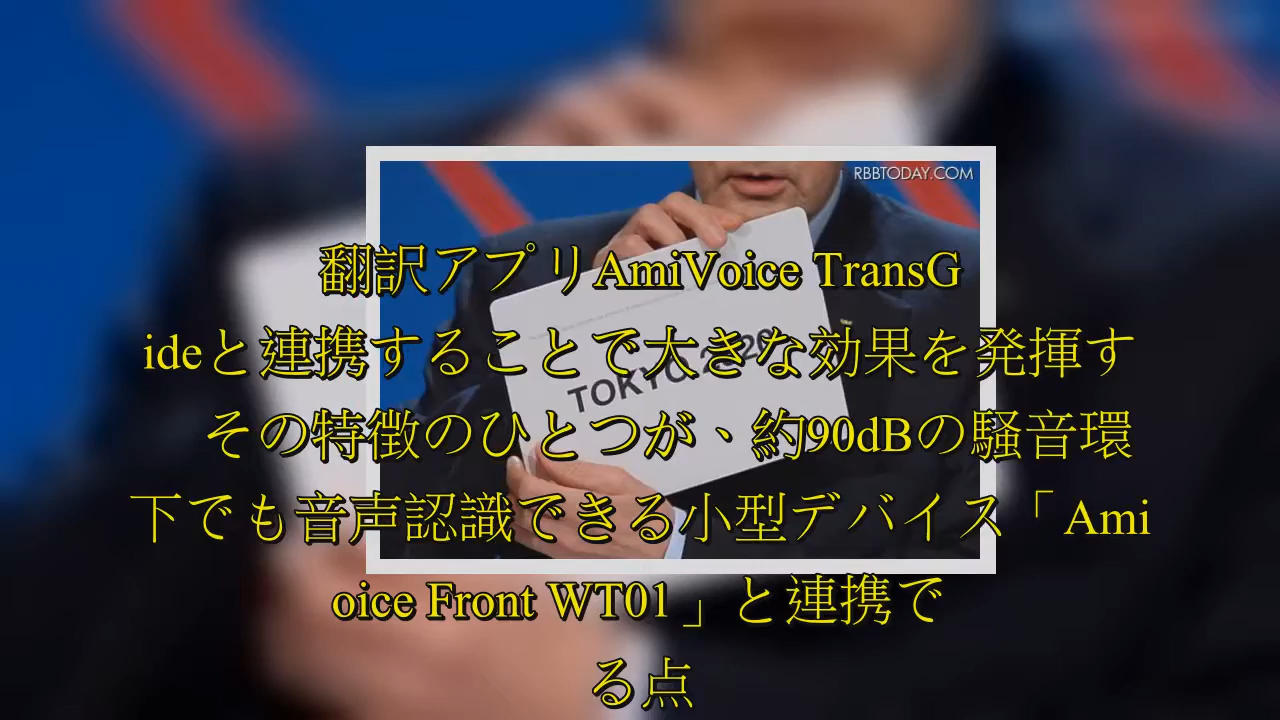 RBBTODAY.COM
翻訳アプリAmiVoice TransG
ideと連携することで大きな効果を発揮す
その特徴のひとつが、約90dBの騒音環
下でも音声認識できる小型デバイス「Ami
oice Front WT01」と連携で
る点
TOKYO 2020